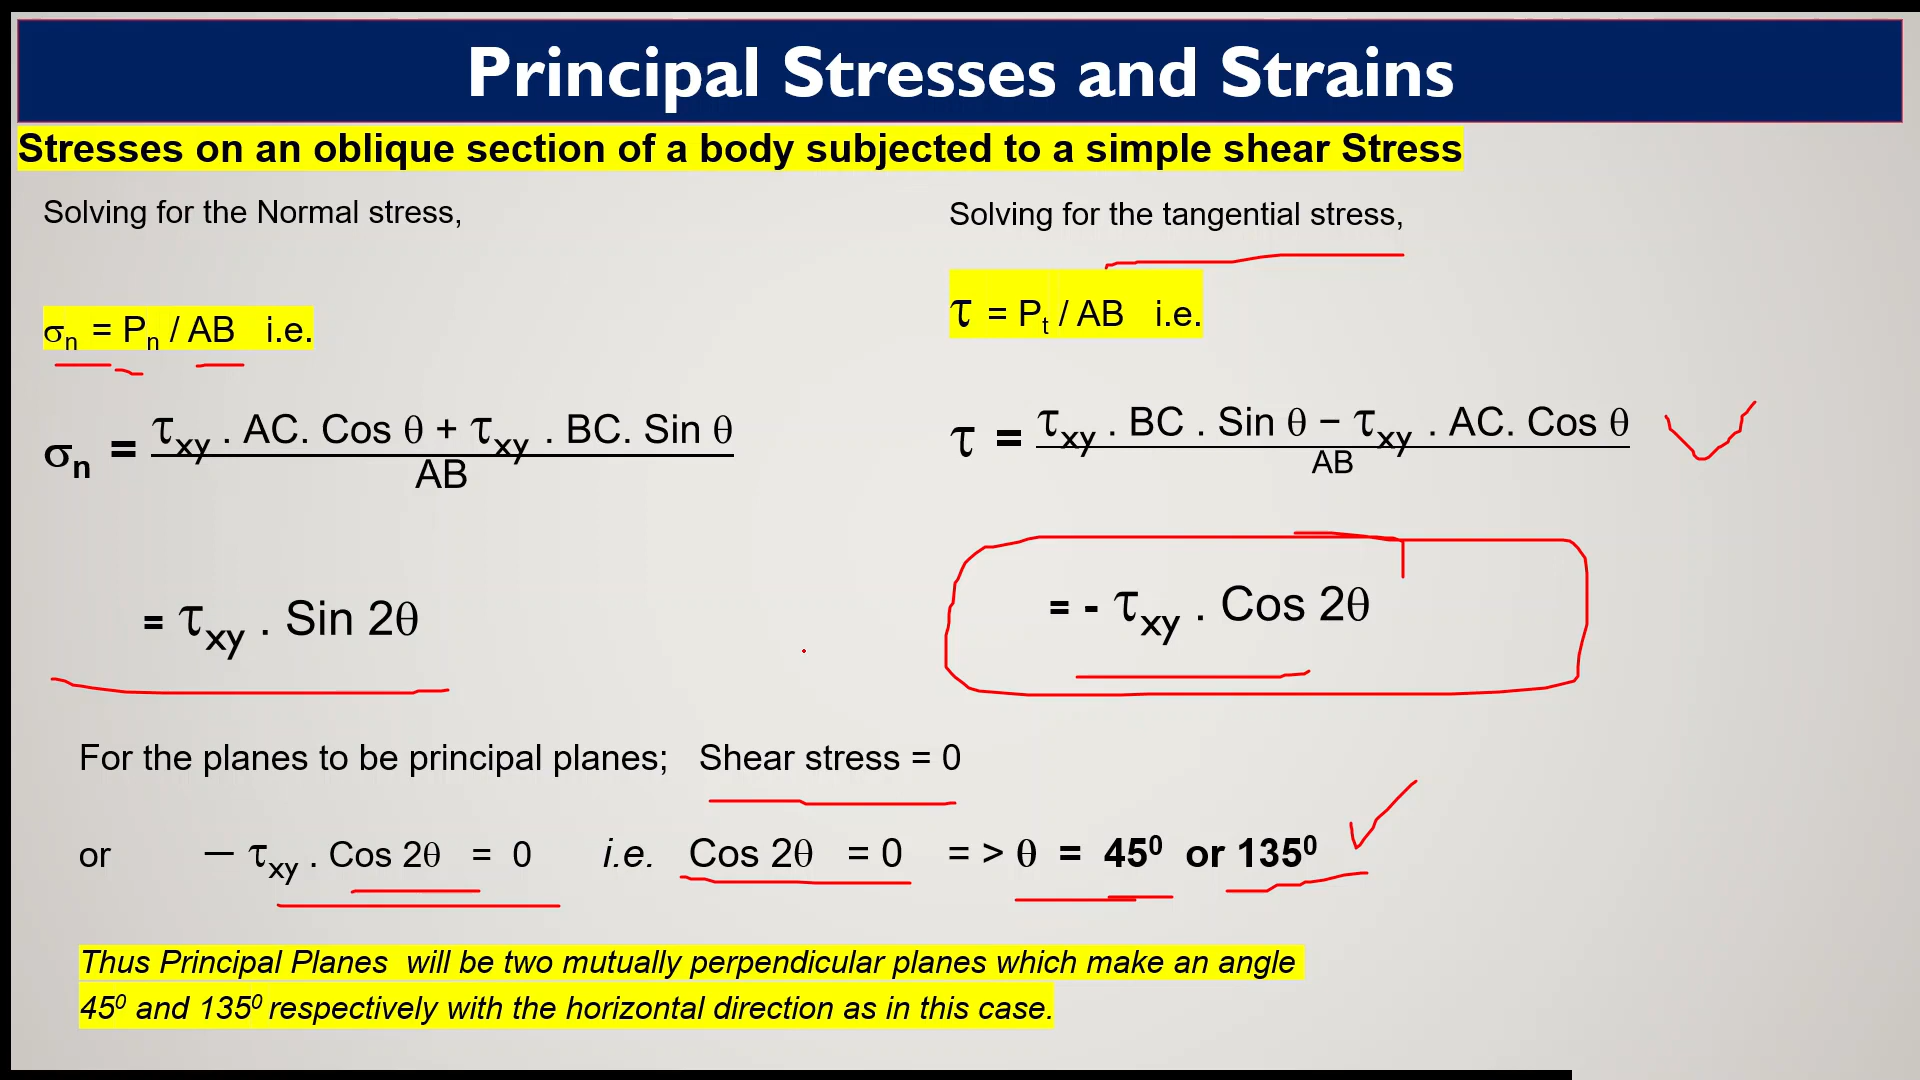 Principal Stresses and Strains
Stresses on an oblique section of a body subjected to a simple shear Stress
Solving for the Normal stress,
σn = Pn / AB i.e.
σn = τxy . AC. Cos θ + τxy . BC. Sin θ
AB
= τxy . Sin 2θ
Solving for the tangential stress,
τ = Pt / AB i.e.
τ = τxy . BC . Sin θ – τxy . AC. Cos θ
AB
= - τxy . Cos 2θ
For the planes to be principal planes; Shear stress = 0
or — τxy . Cos 2θ = 0 i.e. Cos 2θ = 0 = > θ = 45⁰ or 135⁰
Thus Principal Planes will be two mutually perpendicular planes which make an angle
45⁰ and 135⁰ respectively with the horizontal direction as in this case.